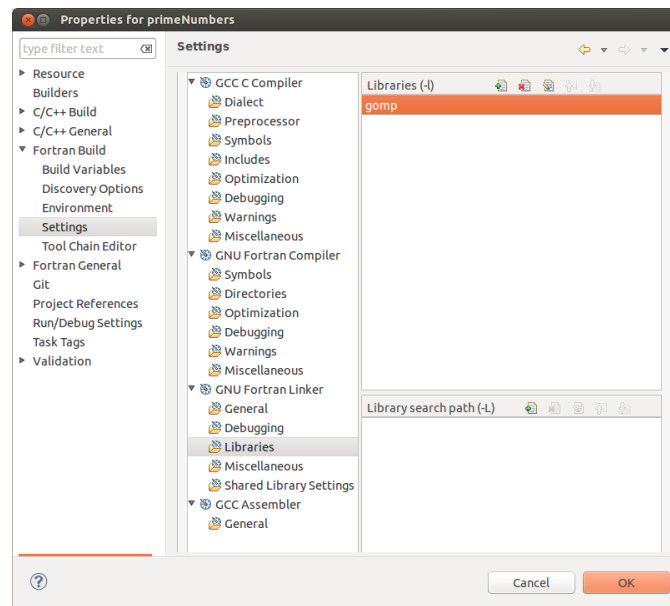 Properties for primeNumbers
type filter text
Settings
Resource
Builders
C/C++ Build
C/C++ General
Fortran Build
Build Variables
Discovery Options
Environment
Settings
Tool Chain Editor
Fortran General
Git
Project References
Run/Debug Settings
Task Tags
Validation
GCC C Compiler
Dialect
Preprocessor
Symbols
Includes
Optimization
Debugging
Warnings
Miscellaneous
GNU Fortran Compiler
Symbols
Directories
Optimization
Debugging
Warnings
Miscellaneous
GNU Fortran Linker
General
Debugging
Libraries
Miscellaneous
Shared Library Settings
GCC Assembler
General
Libraries (-l)
gomp
Library search path (-L)
?
Cancel
OK